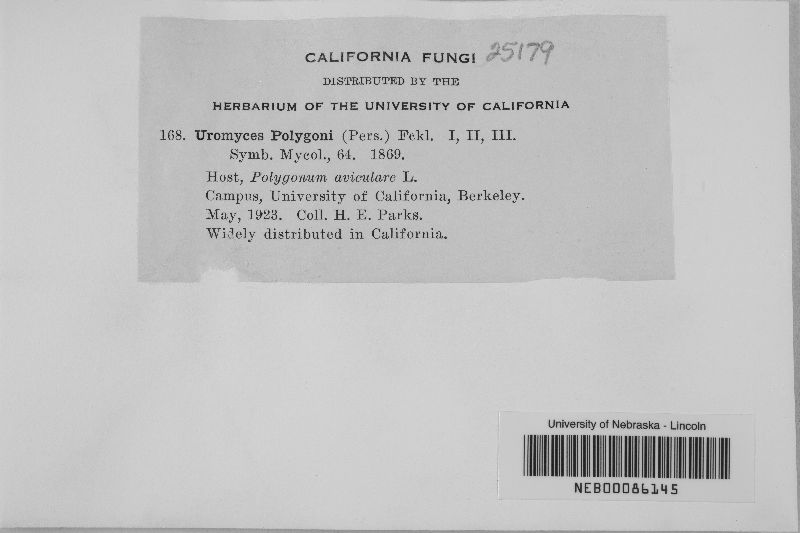 CALIFORNIA FUNGI 25179
DISTRIBUTED BY THE
HERBARIUM OF THE UNIVERSITY OF CALIFORNIA
168. Uromyces Polygoni (Pers.) Fckl. I, II, III.
Symb. Mycol., 64. 1869.
Host, Polygonum aviculare L.
Campus, University of California, Berkeley.
May, 1923. Coll. H. E. Parks.
Widely distributed in California.
University of Nebraska - Lincoln
NEB00086145